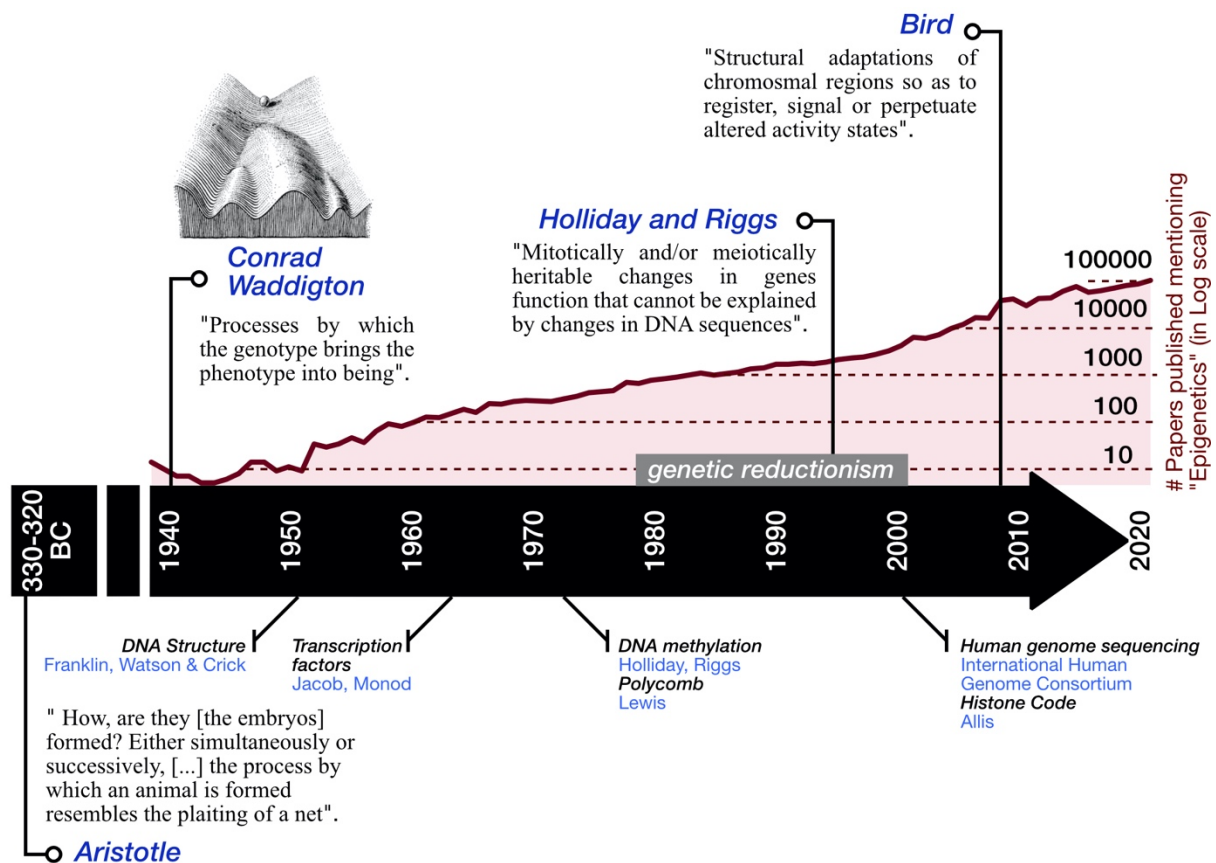 Bird
"Structural adaptations of
chromosmal regions so as to
register, signal or perpetuate
altered activity states".
Conrad
Waddigton
"Processes by which
the genotype brings the
phenotype into being".
Holliday and Riggs
"Mitotically and/or meiotically
heritable changes in genes
function that cannot be explained
by changes in DNA sequences".
100000
10000
1000
100
10
# Papers published mentioning
"Epigenetics" (in Log scale)
genetic reductionism
330-320
BC
1940
1950
1960
1970
1980
1990
2000
2010
2020
DNA Structure
Franklin, Watson & Crick
Transcription
factors
Jacob, Monod
DNA methylation
Holliday, Riggs
Polycomb
Lewis
Human genome sequencing
International Human
Genome Consortium
Histone Code
Allis
" How, are they [the embryos]
formed? Either simultaneously or
successively, [...] the process by
which an animal is formed
resembles the plaiting of a net".
Aristotle